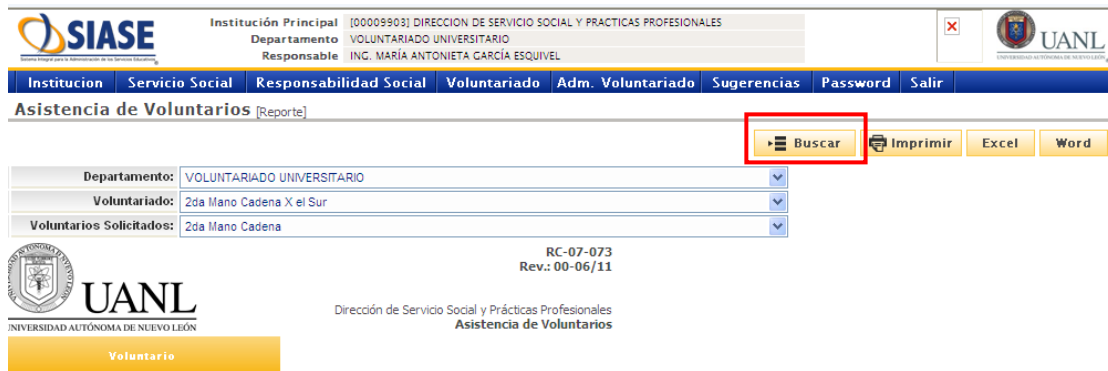 SIASE
Sistema Integral para la Administración de los Servicios Educativos
Institución Principal [00009903] DIRECCION DE SERVICIO SOCIAL Y PRACTICAS PROFESIONALES
Departamento VOLUNTARIADO UNIVERSITARIO
Responsable ING. MARÍA ANTONIETA GARCÍA ESQUIVEL
UANL
UNIVERSIDAD AUTÓNOMA DE NUEVO LEÓN
Institucion Servicio Social Responsabilidad Social Voluntariado Adm. Voluntariado Sugerencias Password Salir
Asistencia de Voluntarios [Reporte]
Buscar Imprimir Excel Word
Departamento: VOLUNTARIADO UNIVERSITARIO
Voluntariado: 2da Mano Cadena X el Sur
Voluntarios Solicitados: 2da Mano Cadena
RC-07-073
Rev.: 00-06/11
UANL
UNIVERSIDAD AUTÓNOMA DE NUEVO LEÓN
Dirección de Servicio Social y Prácticas Profesionales
Asistencia de Voluntarios
Voluntario